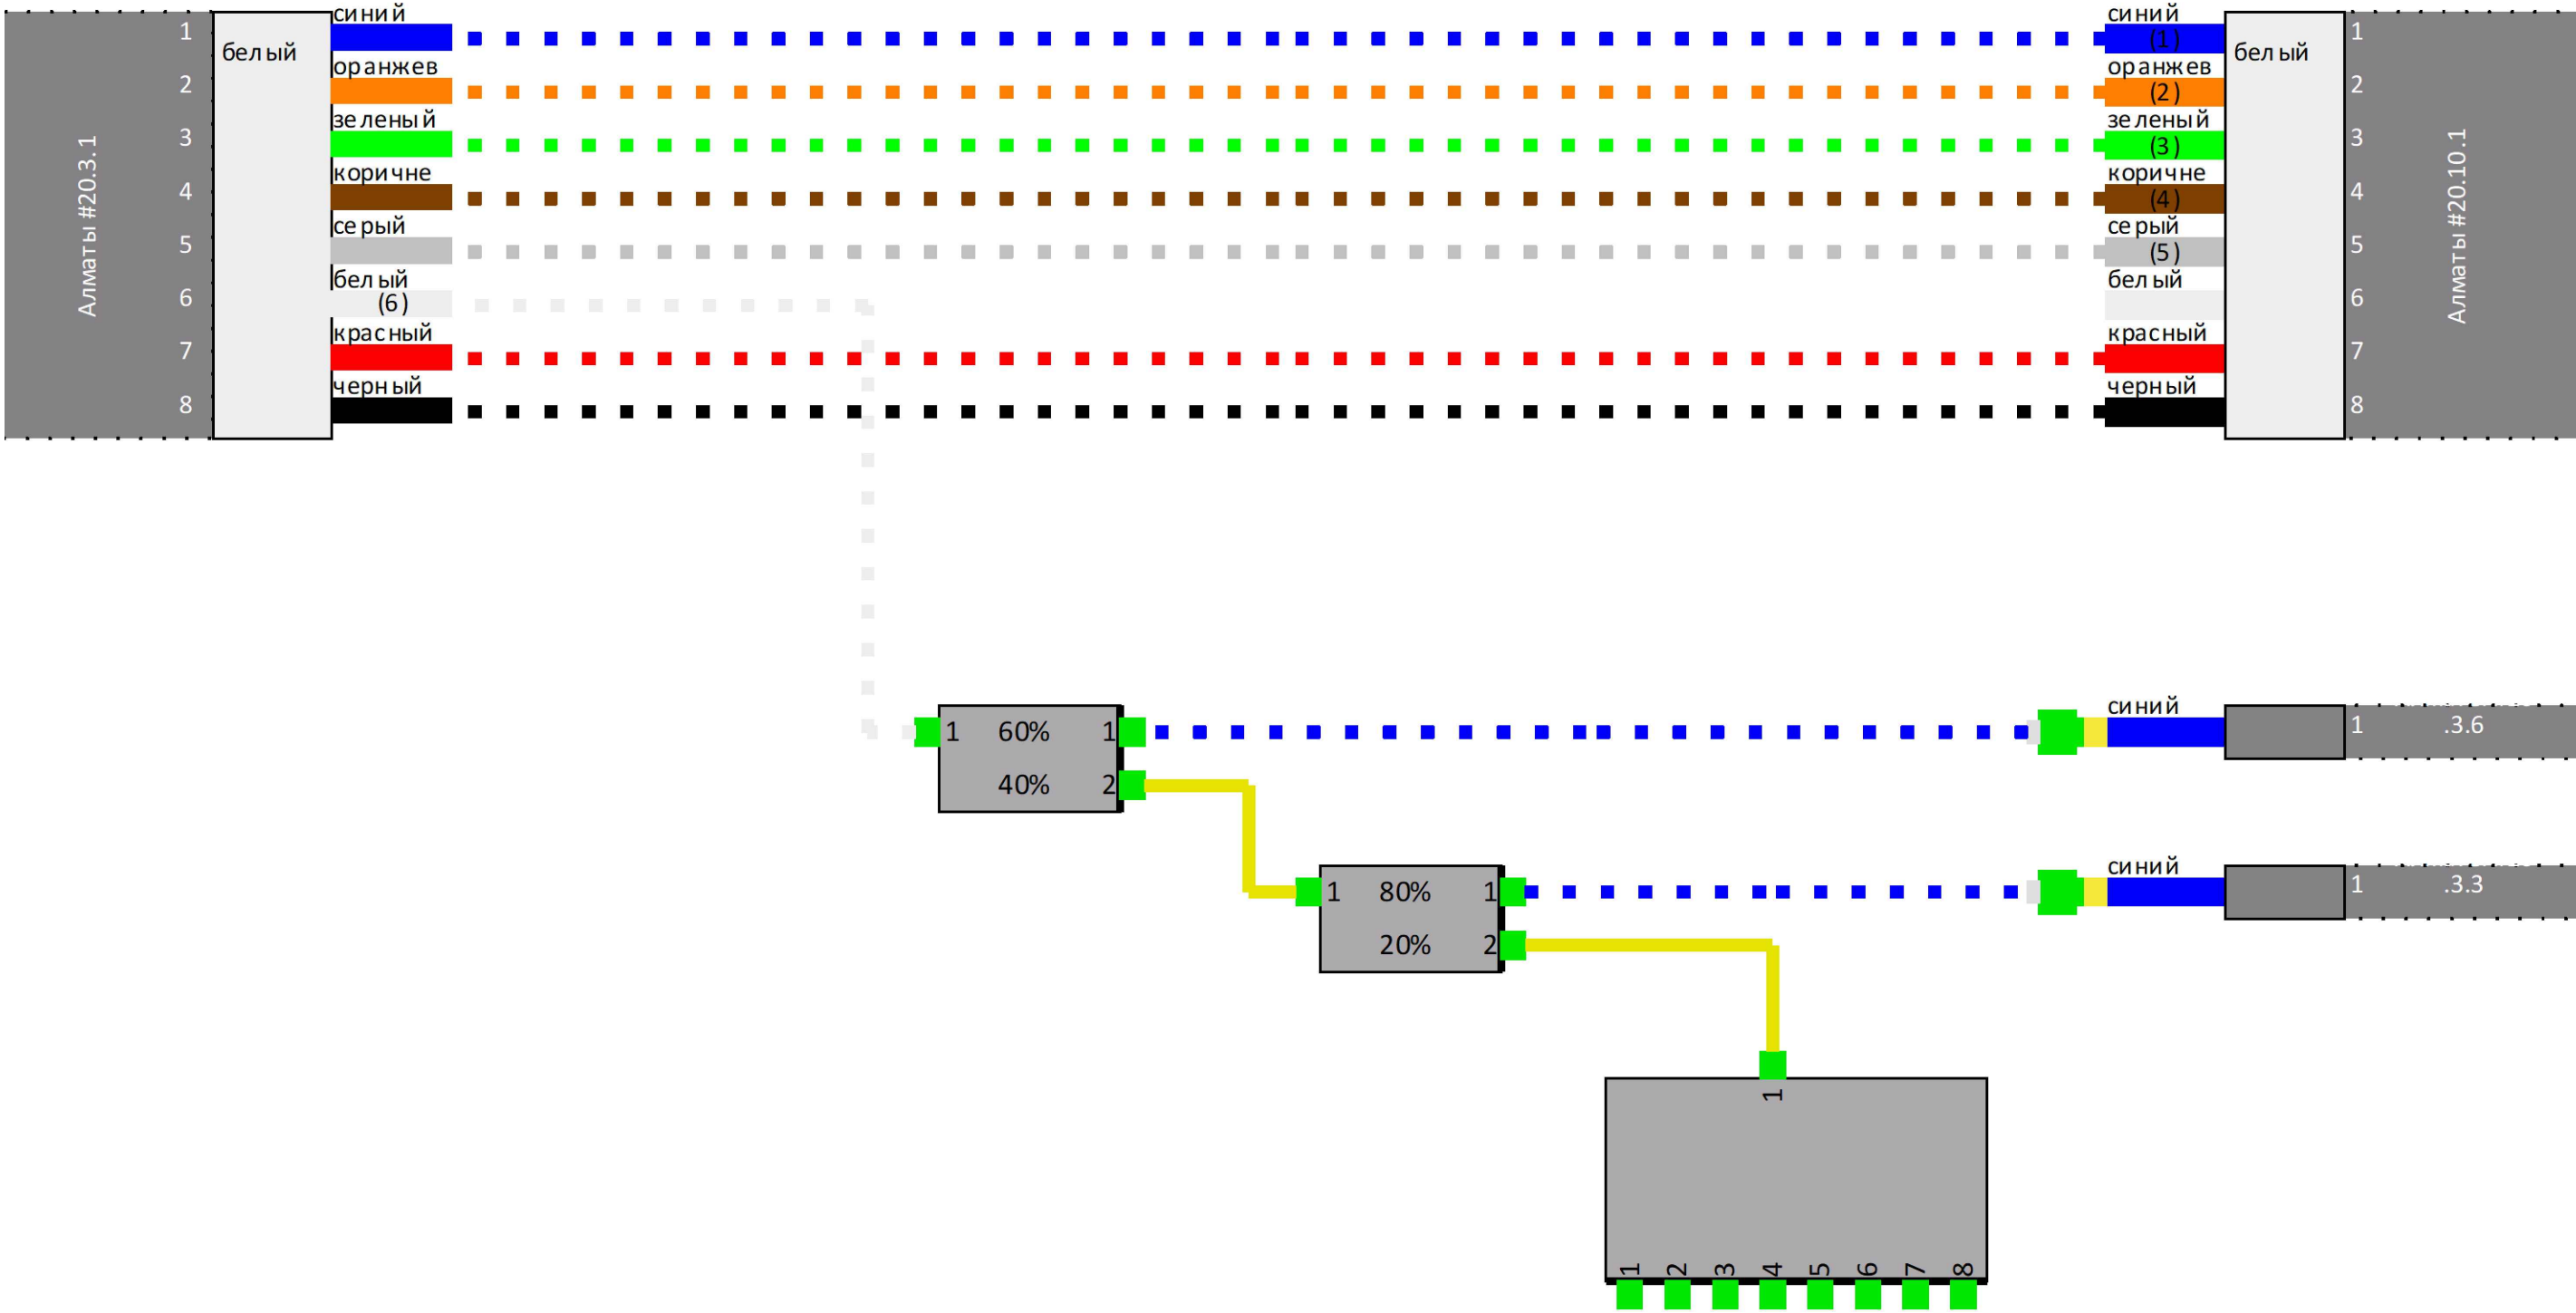 Алматы #20.3.1
1
2
3
4
5
6
7
8
белый
синий
оранжев
зеленый
коричне
серый
белый
(6)
красный
черный
синий
(1)
оранжев
(2)
зеленый
(3)
коричне
(4)
серый
(5)
белый
красный
черный
белый
1
2
3
4
5
6
7
8
Алматы #20.10.1
1 60% 1
40% 2
синий
1 .3.6
1 80% 1
20% 2
синий
1 .3.3
1
1 2 3 4 5 6 7 8